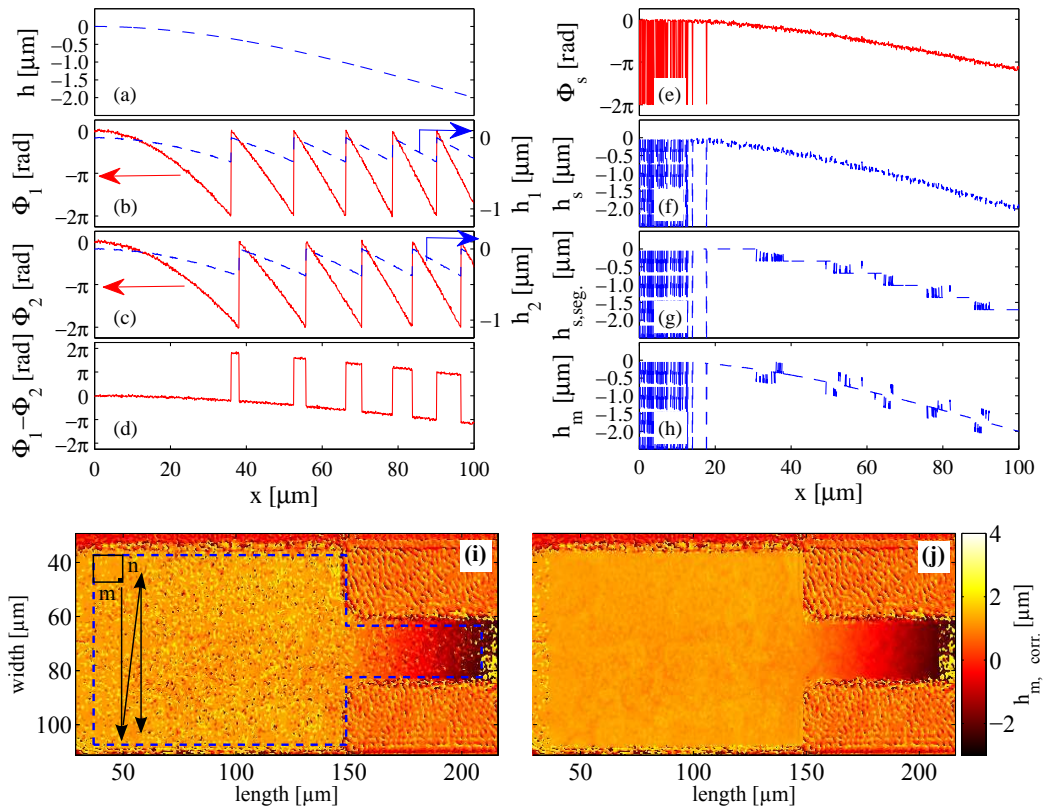 h [μm]
0
−0.5
−1.0
−1.5
−2.0
(a)
Φ1 [rad]
0
−π
−2π
(b)
0
−1
h1 [μm]
Φ2 [rad]
0
−π
−2π
(c)
0
−1
h2 [μm]
Φ1−Φ2 [rad]
2π
π
0
−π
−2π
(d)
0 20 40 60 80 100
x [μm]
Φs [rad]
0
−π
−2π
(e)
hs [μm]
0
−0.5
−1.0
−1.5
−2.0
(f)
hs,seg. [μm]
0
−0.5
−1.0
−1.5
−2.0
(g)
hm [μm]
0
−0.5
−1.0
−1.5
−2.0
(h)
0 20 40 60 80 100
x [μm]
width [μm]
40
60
80
100
n
m
(i)
50 100 150 200
length [μm]
(j)
50 100 150 200
length [μm]
4
2
0
−2
hm, corr. [μm]